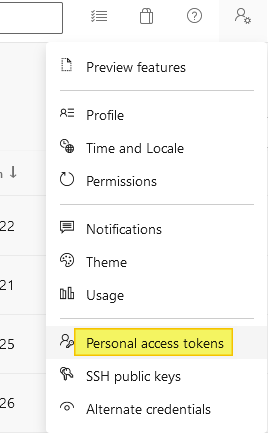 Preview features
Profile
Time and Locale
Permissions
22
Notifications
Theme
21
Usage
Personal access tokens
25
SSH public keys
26
Alternate credentials